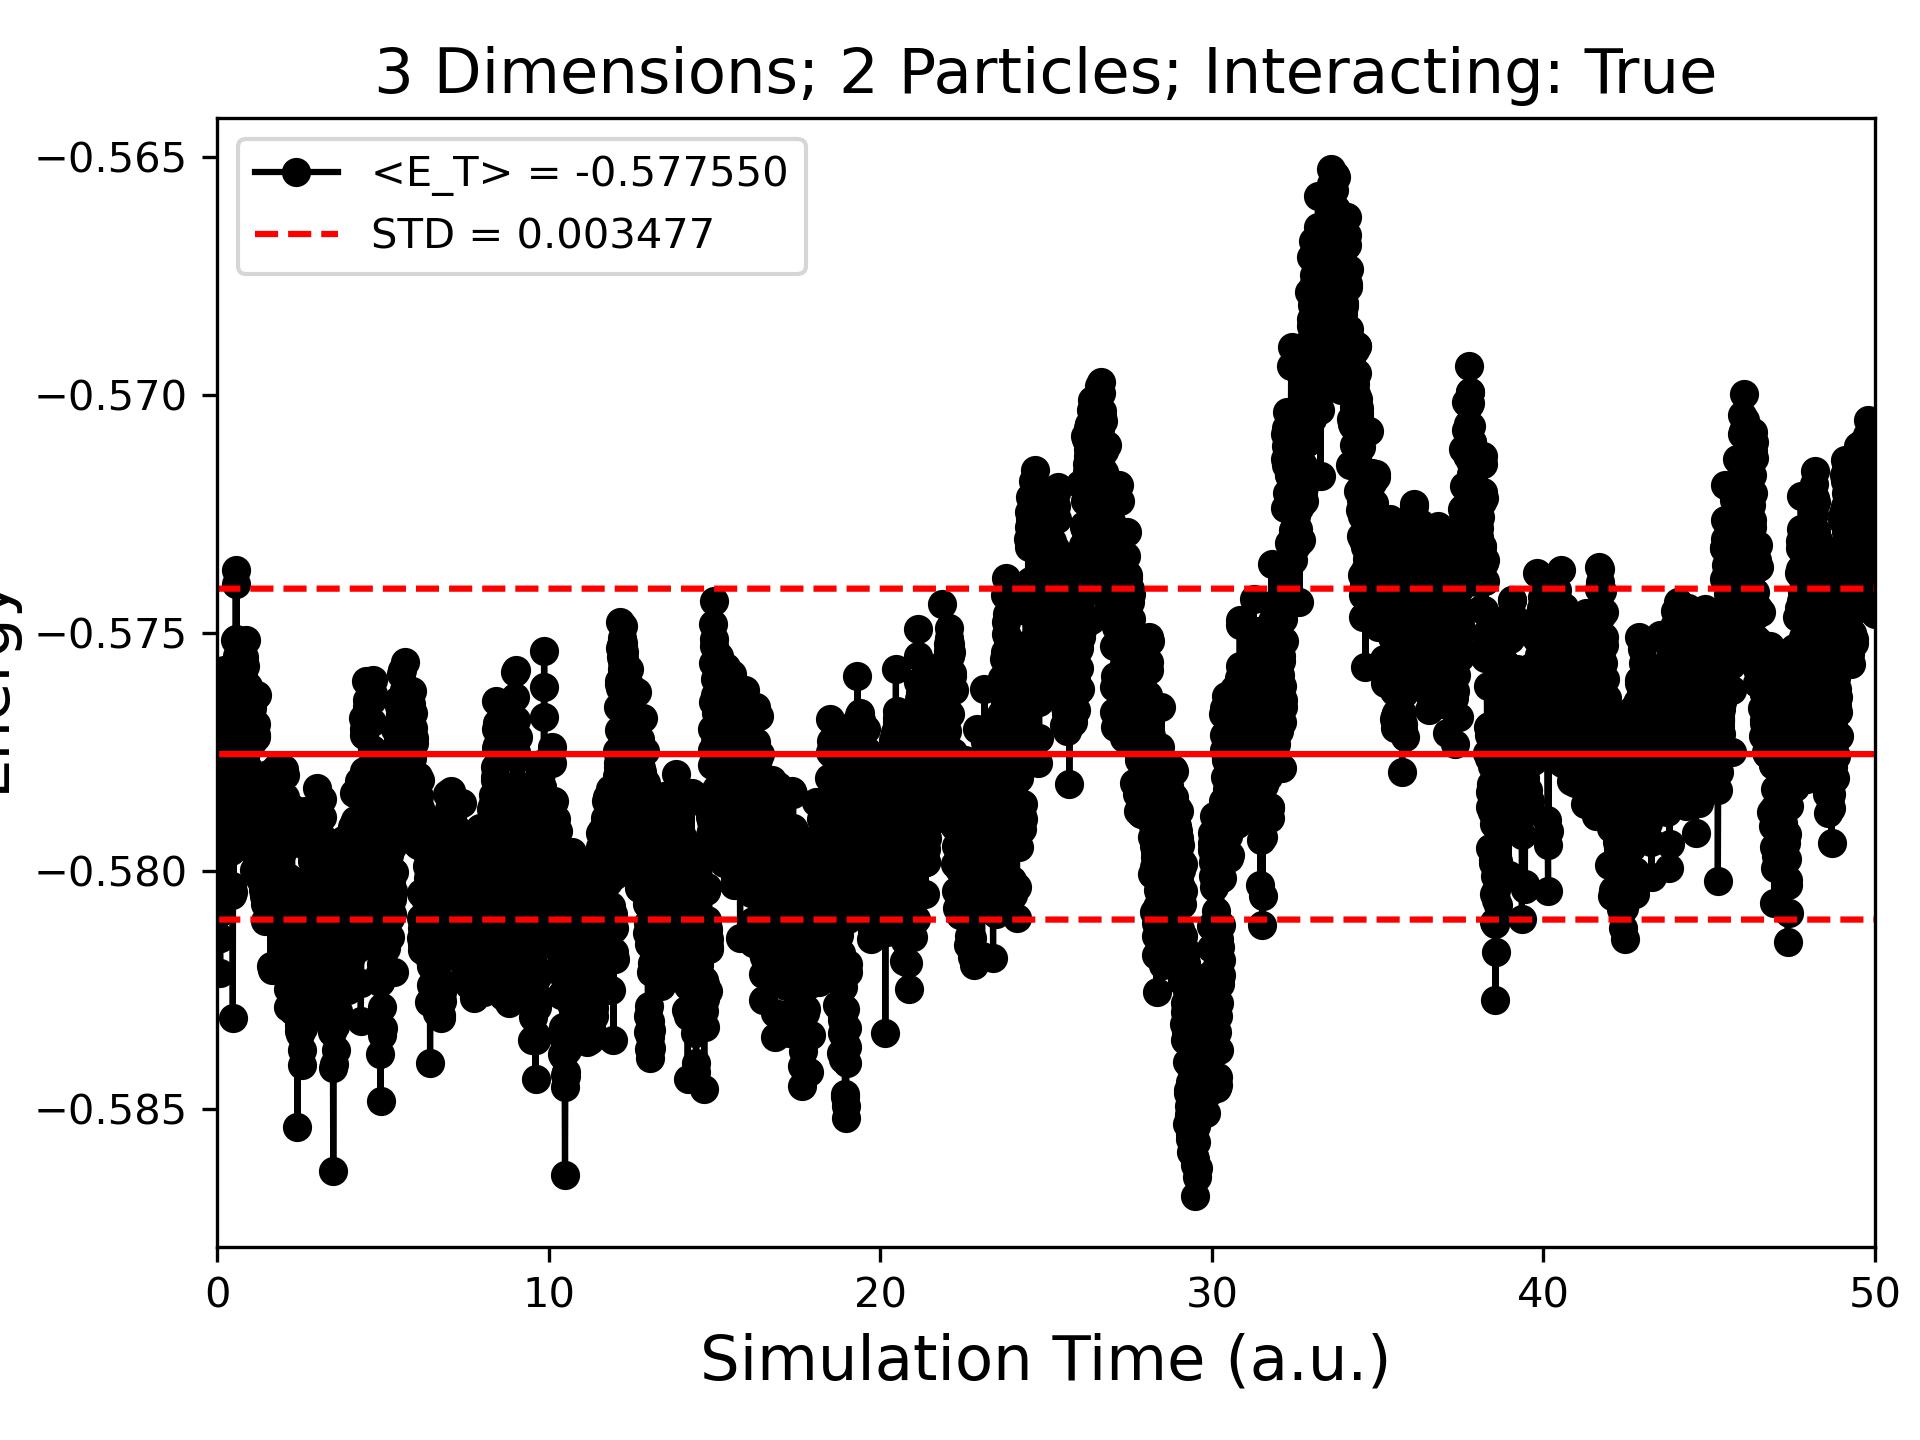 3 Dimensions; 2 Particles; Interacting: True
<E_T> = -0.577550
STD = 0.003477
Energy
−0.565
−0.570
−0.575
−0.580
−0.585
0 10 20 30 40 50
Simulation Time (a.u.)